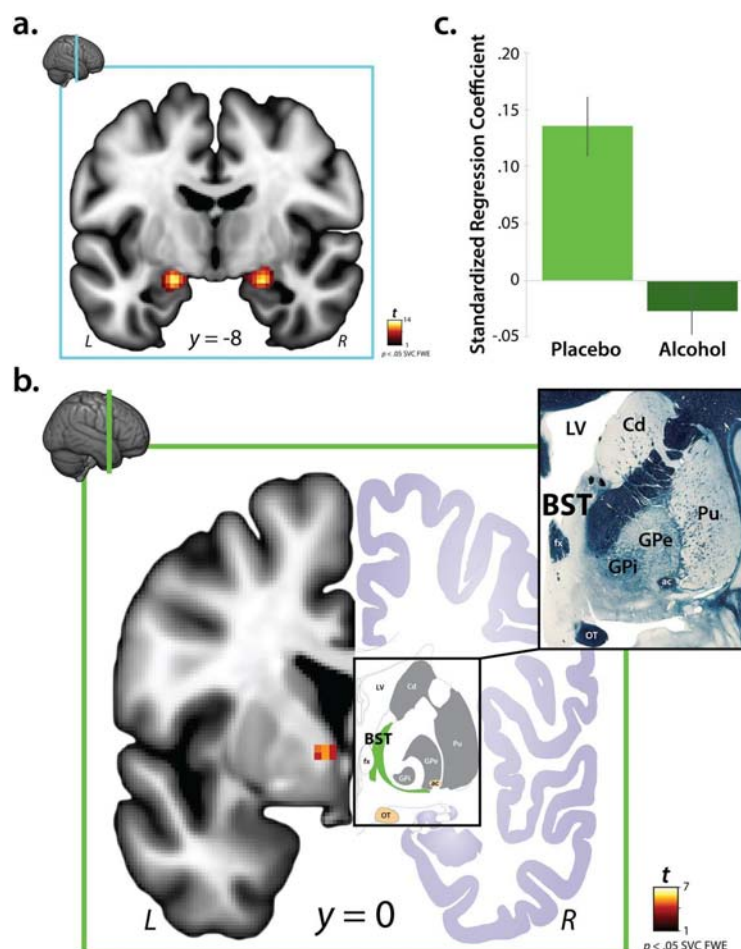 a.
L
y = -8
R
t
14
1
p < .05 SVC FWE
c.
Standardized Regression Coefficient
.20
.15
.10
.05
0
-.05
Placebo
Alcohol
b.
LV
Cd
BST
Pu
fx
GPe
GPi
ac
OT
LV
Cd
BST
Pu
fx
GPe
GPi
ac
OT
L
y = 0
R
t
7
1
p < .05 SVC FWE